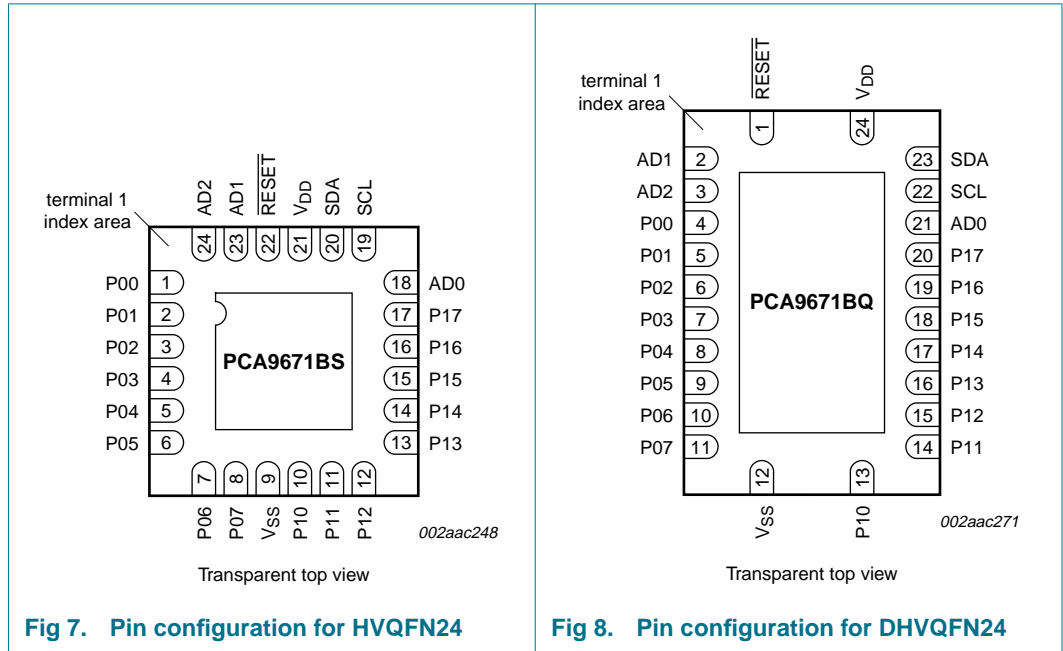 terminal 1
index area
AD2
AD1
RESET
VDD
SDA
SCL
24
23
22
21
20
19
P00 1
P01 2
P02 3
P03 4
P04 5
P05 6
PCA9671BS
18 AD0
17 P17
16 P16
15 P15
14 P14
13 P13
7
8
9
10
11
12
P06
P07
VSS
P10
P11
P12
002aac248
Transparent top view
Fig 7. Pin configuration for HVQFN24
terminal 1
index area
RESET
VDD
1
24
AD1 2
AD2 3
P00 4
P01 5
P02 6
P03 7
P04 8
P05 9
P06 10
P07 11
PCA9671BQ
23 SDA
22 SCL
21 AD0
20 P17
19 P16
18 P15
17 P14
16 P13
15 P12
14 P11
12
13
VSS
P10
002aac271
Transparent top view
Fig 8. Pin configuration for DHVQFN24